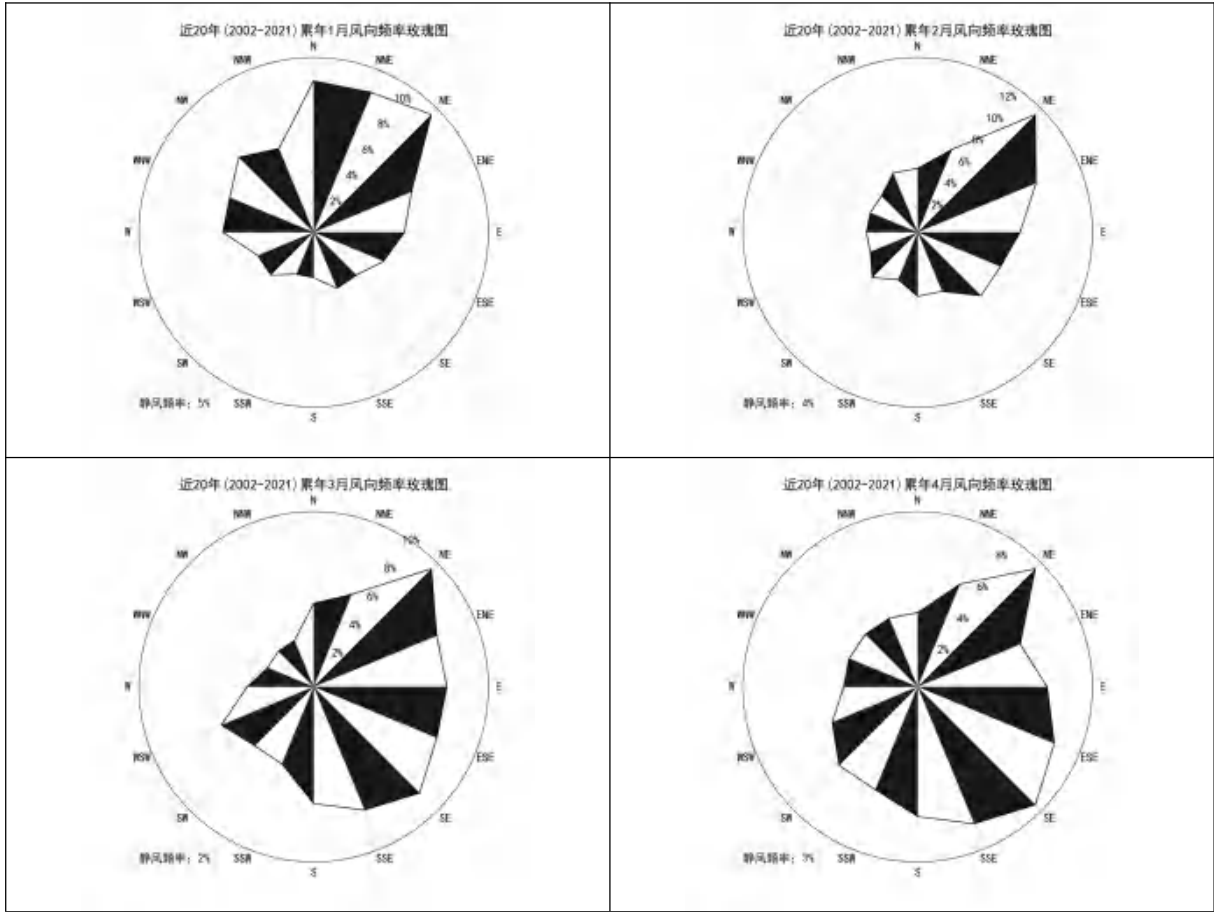 近20年(2002-2021)累年1月风向频率玫瑰图
N
NNW NNE
NW 10% NE
8%
WNW 6% ENE
4%
2%
W E
WSW ESE
SW SE
静风频率: 5% SSW SSE
S
近20年(2002-2021)累年2月风向频率玫瑰图
N
NNW NNE
12%
NW NE
10%
8%
WNW 6% ENE
4%
2%
W E
WSW ESE
SW SE
静风频率: 4% SSW SSE
S
近20年(2002-2021)累年3月风向频率玫瑰图
N
NNW NNE
10%
NW NE
8%
6%
WNW 4% ENE
2%
W E
WSW ESE
SW SE
静风频率: 2% SSW SSE
S
近20年(2002-2021)累年4月风向频率玫瑰图
N
NNW NNE
8%
NW NE
6%
WNW 4% ENE
2%
W E
WSW ESE
SW SE
静风频率: 3% SSW SSE
S